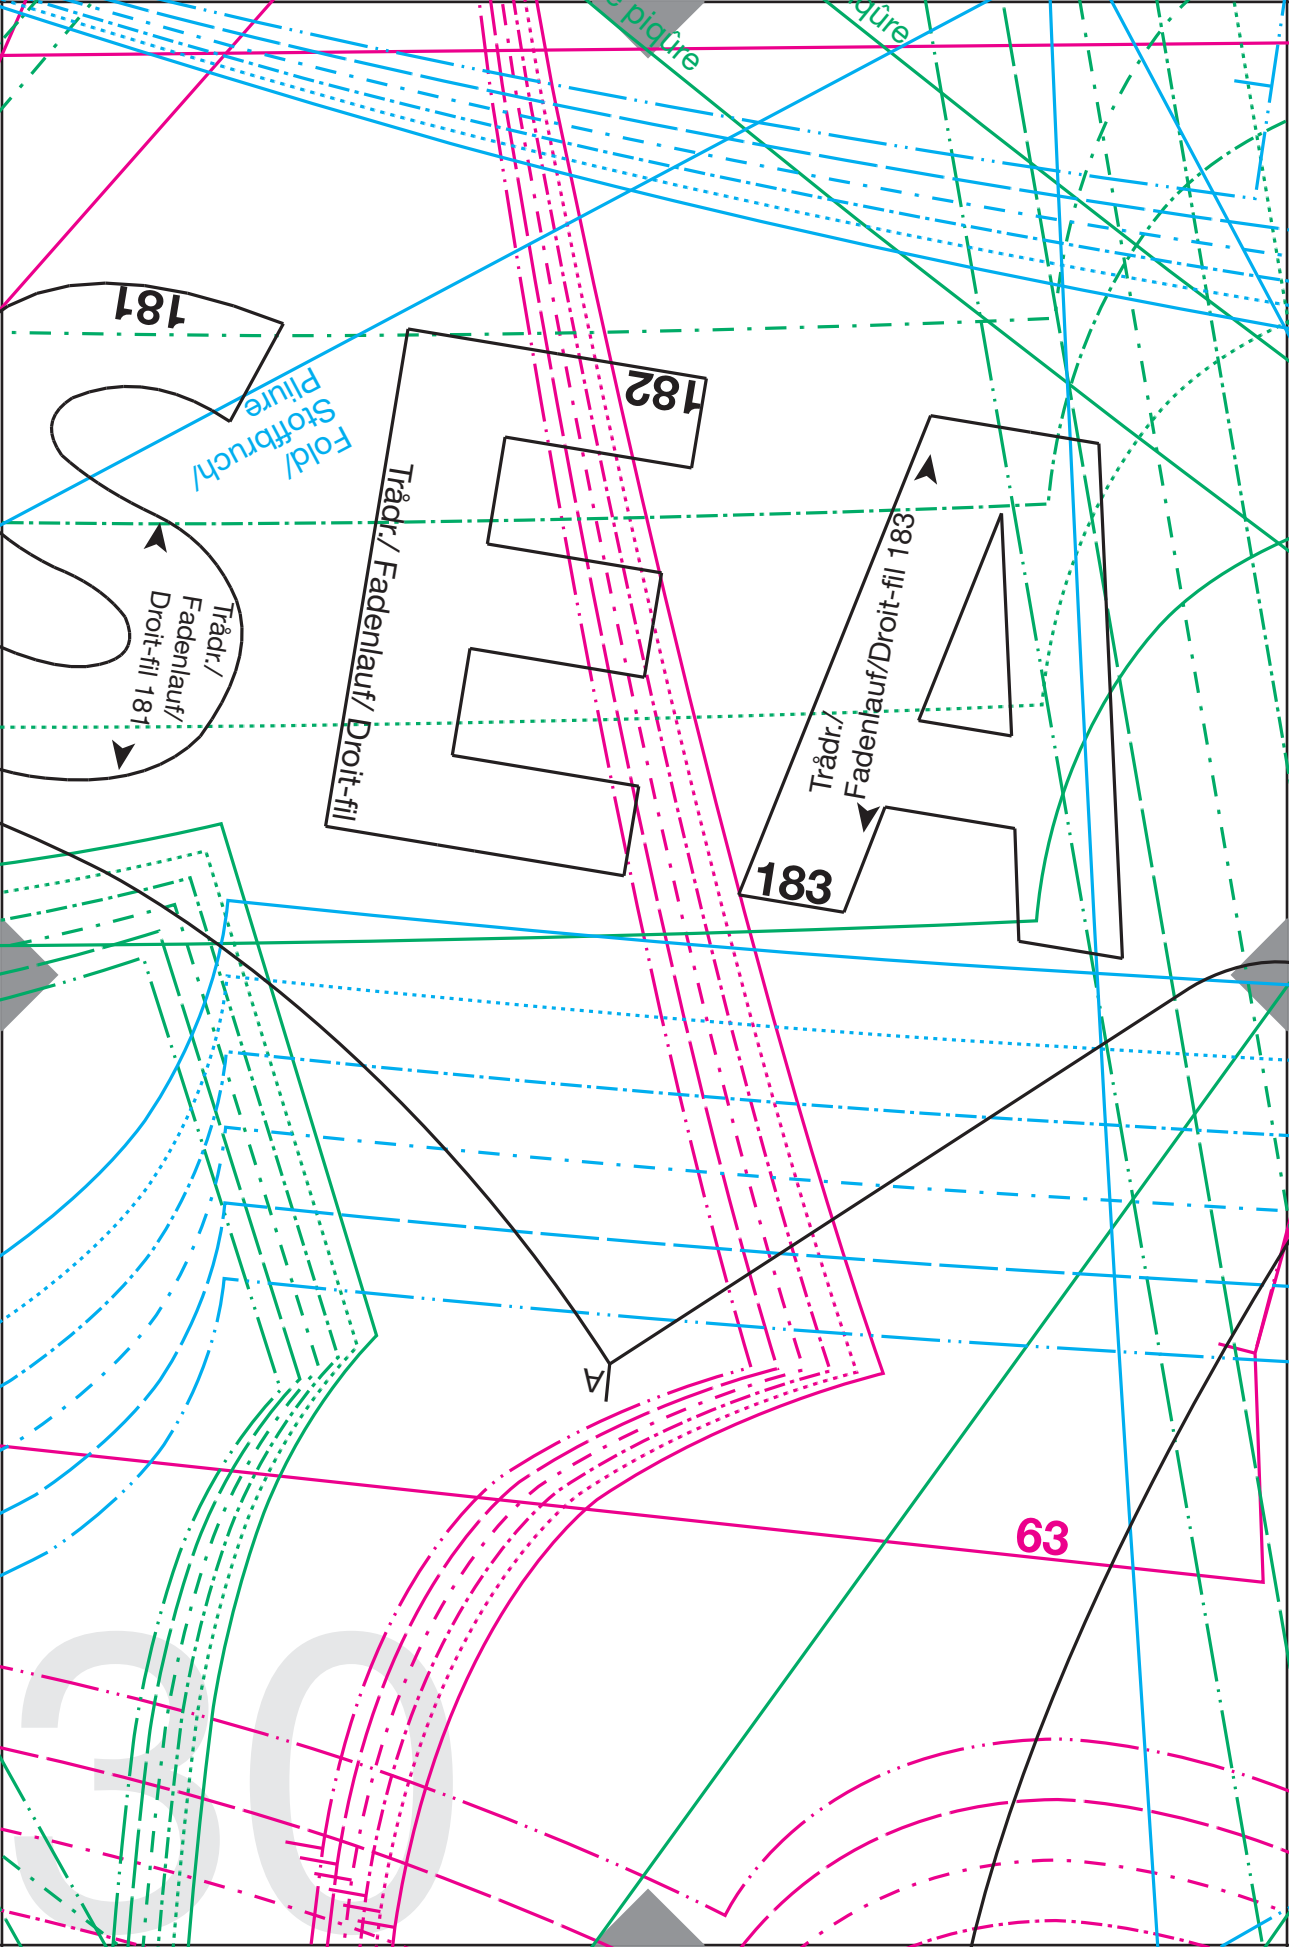 e piqûre
qûre
181
Fold/
Stoffbruch/
Pliure
182
Trådr./ Fadenlauf/ Droit-fil
Trådr./
Fadenlauf/
Droit-fil 181
Trådr./
Fadenlauf/Droit-fil 183
183
A
63
30
SEA